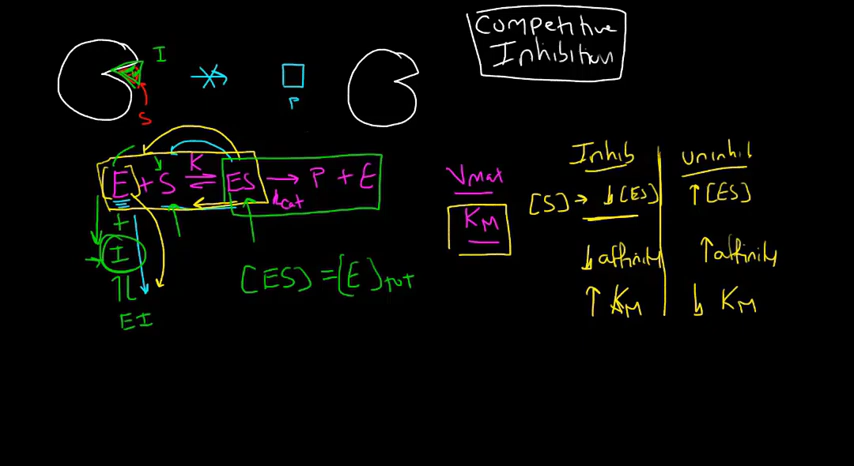 Competitive
Inhibition
I
S
P
K
E + S ⇌ ES → P + E
kcat
+
I
⇌
EI
[ES] = [E]tot
Vmax
KM
Inhib
uninhib
[S] → ↓[ES]
↑[ES]
↓affinity
↑affinity
↑ KM
↓ KM